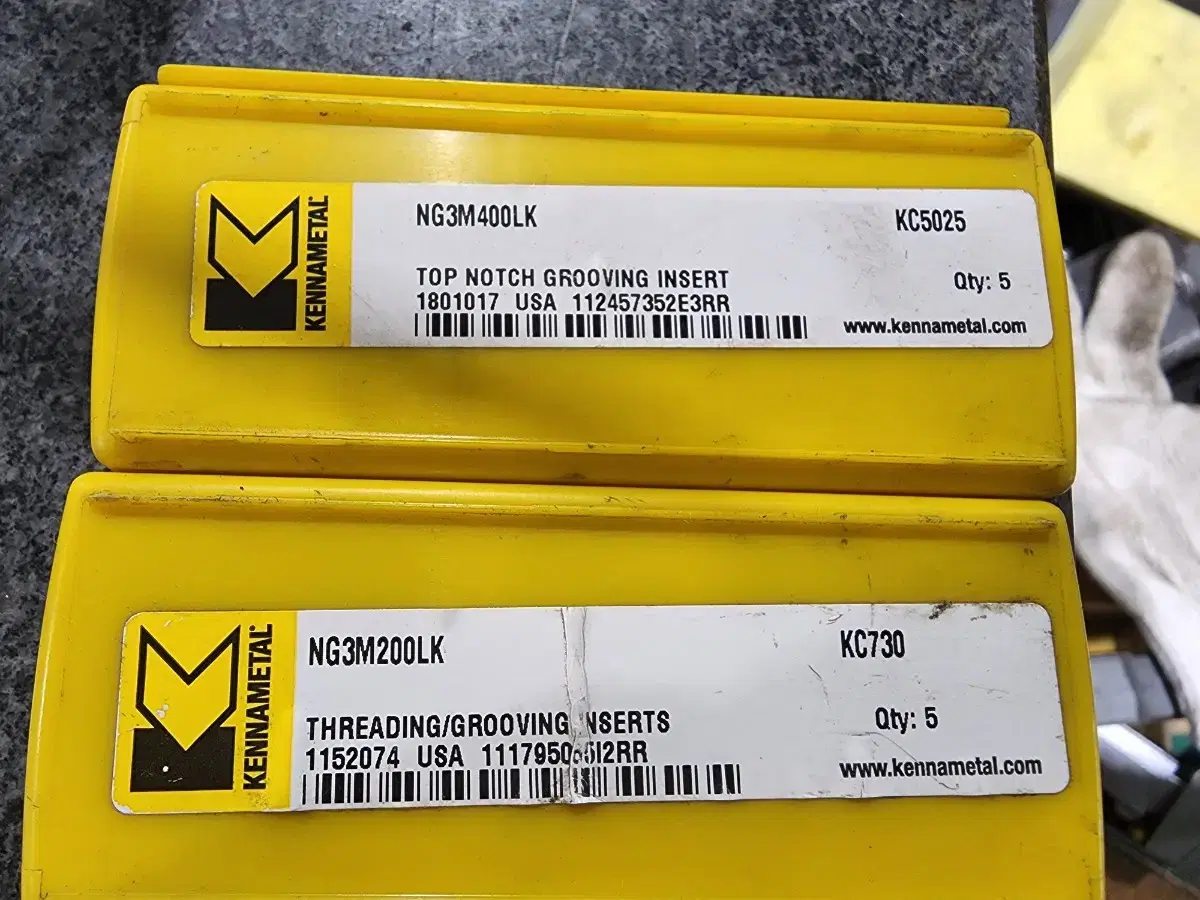 KENNAMETAL
NG3M400LK KC5025
TOP NOTCH GROOVING INSERT Qty: 5
1801017 USA 112457352E3RR
www.kennametal.com
KENNAMETAL
NG3M200LK KC730
THREADING/GROOVING INSERTS Qty: 5
1152074 USA
www.kennametal.com